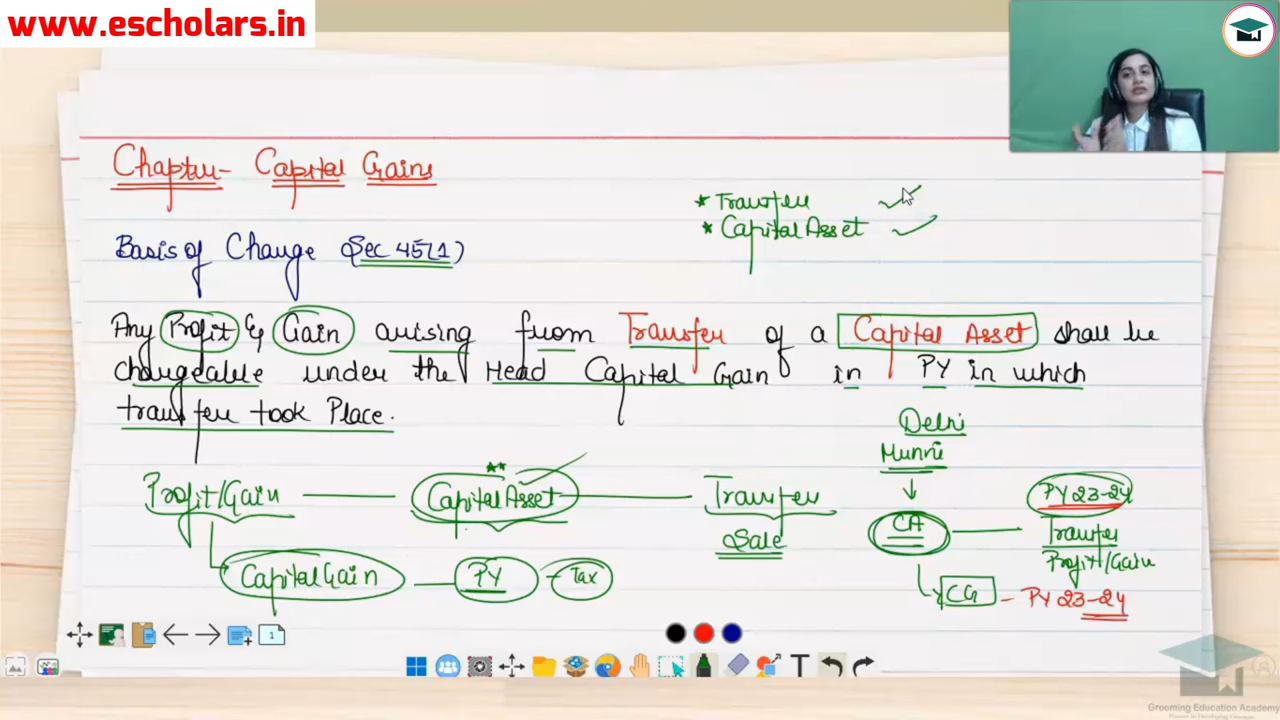 www.escholars.in
Chapter- Capital Gains
* Transfer
* Capital Asset
Basis of Change (Sec 45(1)
Any Profit & Gain arising from Transfer of a Capital Asset shall be
chargeable under the Head Capital Gain in PY in which
transfer took Place.
Delhi
Munni
Profit/Gain
**
Capital Asset
Transfer
Sale
CA
PY 23-24
Transfer
Profit/Gain
Capital Gain
PY
Tax
CG - PY 23-24
1
T
Grooming Education Academy